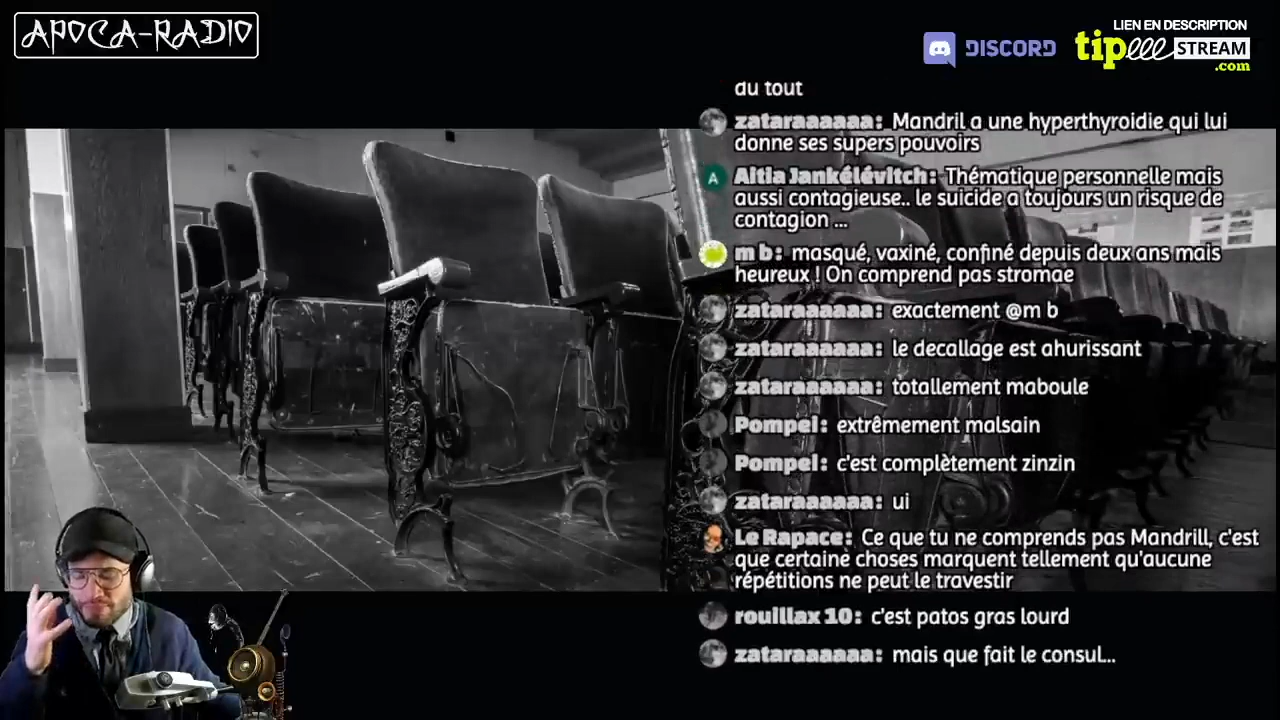 APOCA-RADIO
LIEN EN DESCRIPTION
DISCORD
tipeee STREAM
.com
du tout
zataraaaaaa: Mandril a une hyperthyroidie qui lui
donne ses supers pouvoirs
A
Aitia Jankélévitch: Thématique personnelle mais
aussi contagieuse.. le suicide a toujours un risque de
contagion ...
m b: masqué, vaxiné, confiné depuis deux ans mais
heureux ! On comprend pas stromae
zataraaaaaa: exactement @m b
zataraaaaaa: le decallage est ahurissant
zataraaaaaa: totallement maboule
Pompel: extrêmement malsain
Pompel: c'est complètement zinzin
zataraaaaaa: ui
Le Rapace: Ce que tu ne comprends pas Mandrill, c'est
que certaine choses marquent tellement qu'aucune
répétitions ne peut le travestir
rouillax 10: c'est patos gras lourd
zataraaaaaa: mais que fait le consul...